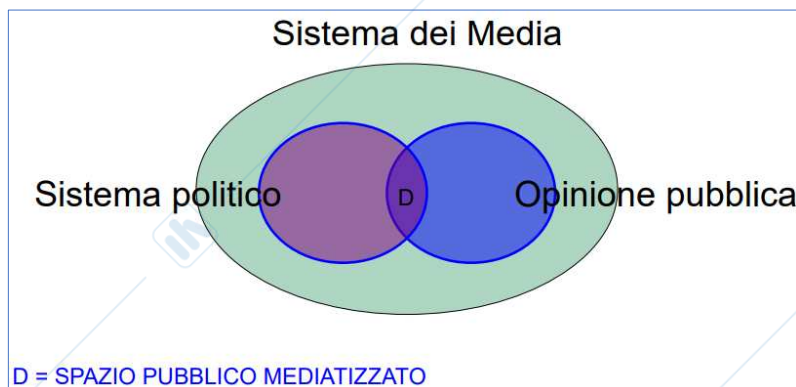 Sistema dei Media
Sistema politico
D
Opinione pubblica
D = SPAZIO PUBBLICO MEDIATIZZATO